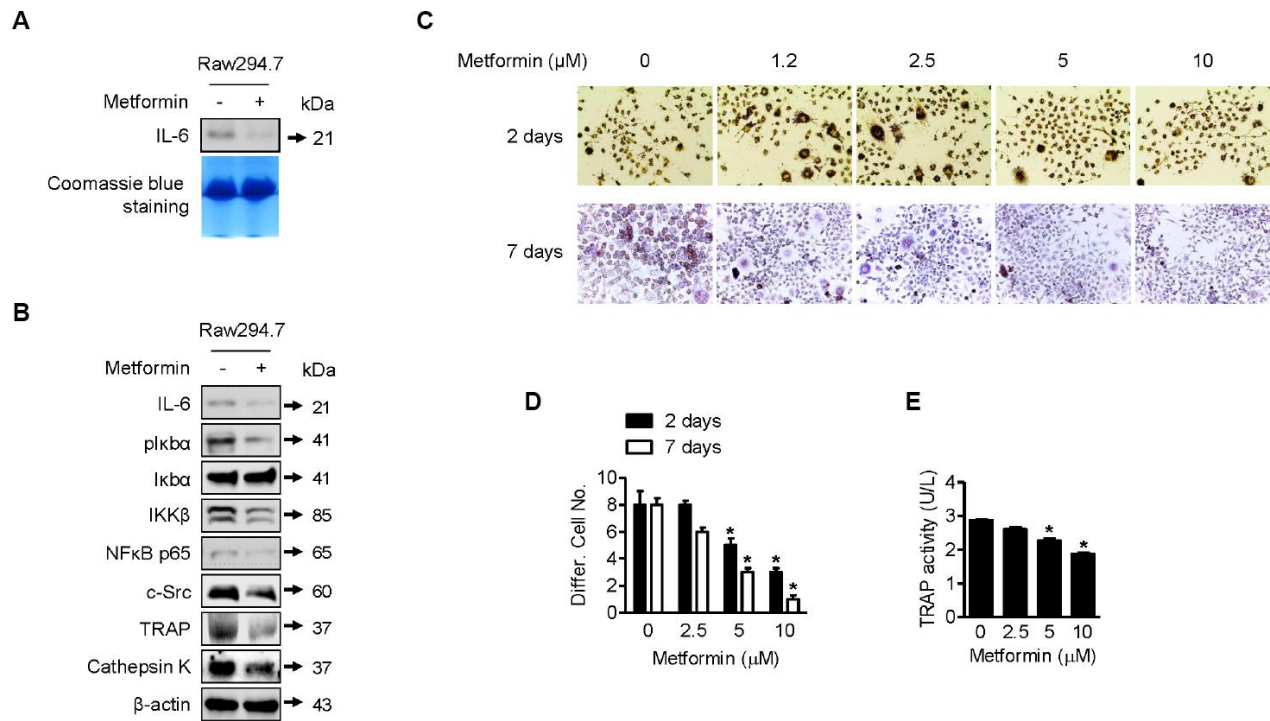 A
Raw294.7
Metformin - + kDa
IL-6 21
Coomassie blue
staining
B
Raw294.7
Metformin - + kDa
IL-6 21
pIκbα 41
Iκbα 41
IKKβ 85
NFκB p65 65
c-Src 60
TRAP 37
Cathepsin K 37
β-actin 43
C
Metformin (μM) 0 1.2 2.5 5 10
2 days
7 days
D
2 days
7 days
Differ. Cell No.
10
8
6
4
2
0
* * * *
0 2.5 5 10
Metformin (μM)
E
TRAP activity (U/L)
4
3
2
1
0
* *
0 2.5 5 10
Metformin (μM)